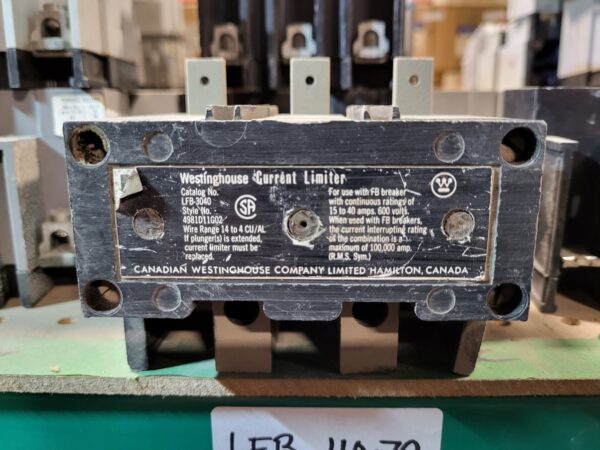 Westinghouse Current Limiter
Catalog No.
LFB-3040
Style No.
4981D11G02
Wire Range 14 to 4 CU/AL
If plunger(s) is extended,
current limiter must be
replaced.
For use with FB breaker
with continuous ratings of
15 to 40 amps. 600 volts.
When used with FB breakers,
the current interrupting rating
of the combination is a
maximum of 100,000 amp.
(R.M.S. Sym.)
CANADIAN WESTINGHOUSE COMPANY LIMITED HAMILTON, CANADA
LFB